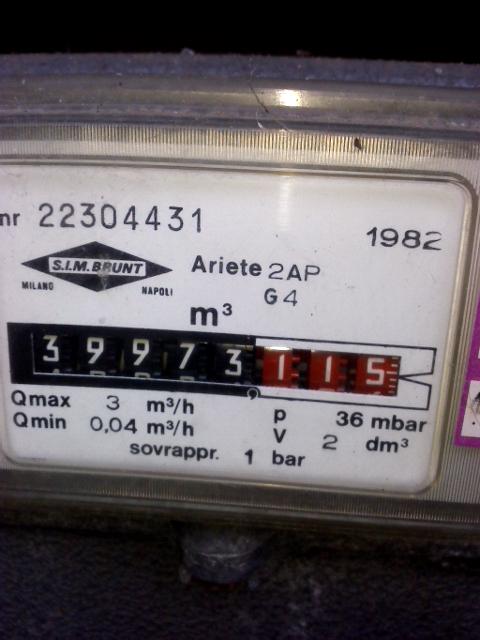 nr 22304431
1982
S.I.M. BRUNT
MILANO NAPOLI
Ariete 2AP
G4
m³
39973115
Qmax 3 m³/h
Qmin 0,04 m³/h
p 36 mbar
V 2 dm³
sovrappr. 1 bar